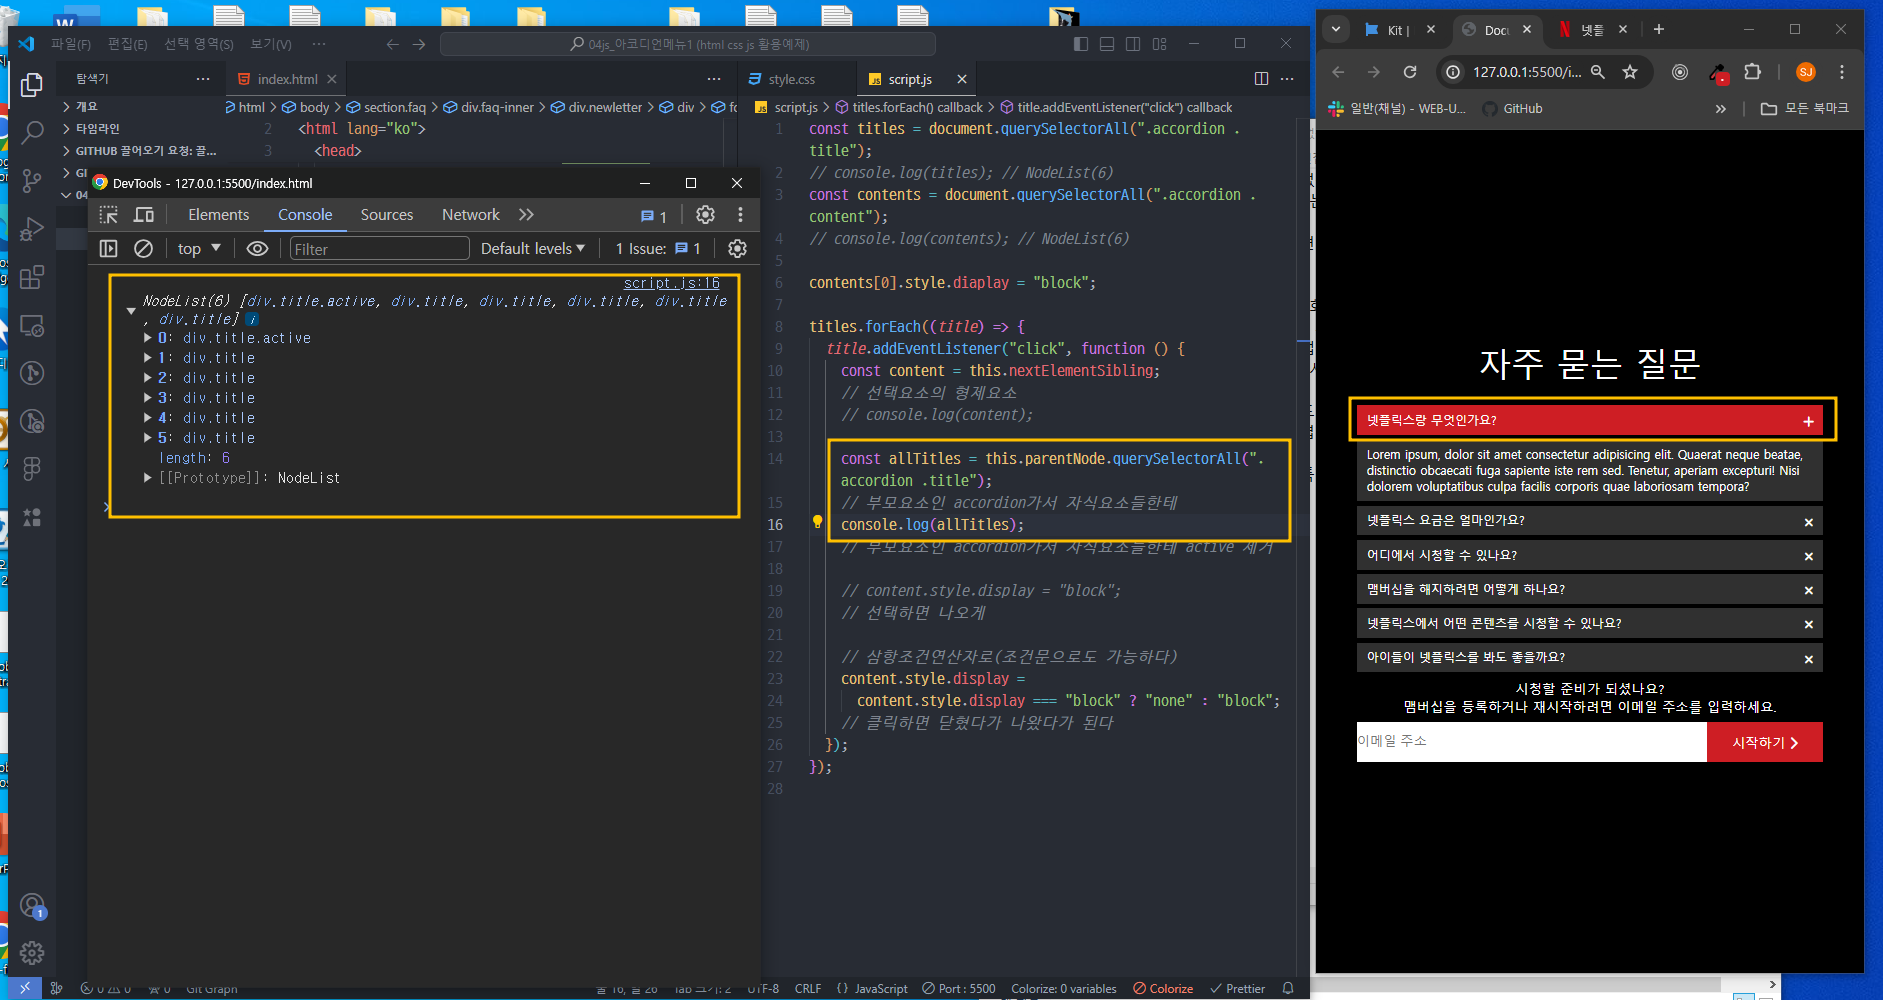 파일(F) 편집(E) 선택 영역(S) 보기(V) ···
04js_아코디언메뉴1 (html css js 활용예제)
탐색기 ···
개요
타임라인
GITHUB 끌어오기 요청: 끌...
04
index.html
html > body > section.faq > div.faq-inner > div.newletter > div > fo
2 <html lang="ko">
3 <head>
style.css
script.js
script.js > titles.forEach() callback > title.addEventListener("click") callback
1 const titles = document.querySelectorAll(".accordion .
title");
2 // console.log(titles); // NodeList(6)
3 const contents = document.querySelectorAll(".accordion .
content");
4 // console.log(contents); // NodeList(6)
5
6 contents[0].style.diaplay = "block";
7
8 titles.forEach((title) => {
9 title.addEventListener("click", function () {
10 const content = this.nextElementSibling;
11 // 선택요소의 형제요소
12 // console.log(content);
13
14 const allTitles = this.parentNode.querySelectorAll(".
accordion .title");
15 // 부모요소인 accordion가서 자식요소들한테
16 console.log(allTitles);
17 // 부모요소인 accordion가서 자식요소들한테 active 제거
18
19 // content.style.display = "block";
20 // 선택하면 나오게
21
22 // 삼항조건연산자로(조건문으로도 가능하다)
23 content.style.display =
24 content.style.display === "block" ? "none" : "block";
25 // 클릭하면 닫혔다가 나왔다가 된다
26 });
27 });
28
DevTools - 127.0.0.1:5500/index.html
Elements Console Sources Network 1
top Filter Default levels 1 Issue: 1
script.js:16
NodeList(6) [div.title.active, div.title, div.title, div.title, div.title
, div.title] i
0: div.title.active
1: div.title
2: div.title
3: div.title
4: div.title
5: div.title
length: 6
[[Prototype]]: NodeList
1
0 0 0 Git Graph
줄 16, 열 26 Tab 크기: 2 UTF-8 CRLF {} JavaScript Port : 5500 Colorize: 0 variables Colorize Prettier
Kit |
Docu
넷플
127.0.0.1:5500/i...
SJ
일반(채널) - WEB-U...
GitHub
모든 북마크
자주 묻는 질문
넷플릭스랑 무엇인가요? +
Lorem ipsum, dolor sit amet consectetur adipisicing elit. Quaerat neque beatae,
distinctio obcaecati fuga sapiente iste rem sed. Tenetur, aperiam excepturi! Nisi
dolorem voluptatibus culpa facilis corporis quae laboriosam tempora?
넷플릭스 요금은 얼마인가요? ×
어디에서 시청할 수 있나요? ×
맴버십을 해지하려면 어떻게 하나요? ×
넷플릭스에서 어떤 콘텐츠를 시청할 수 있나요? ×
아이들이 넷플릭스를 봐도 좋을까요? ×
시청할 준비가 되셨나요?
맴버십을 등록하거나 재시작하려면 이메일 주소를 입력하세요.
이메일 주소
시작하기 >